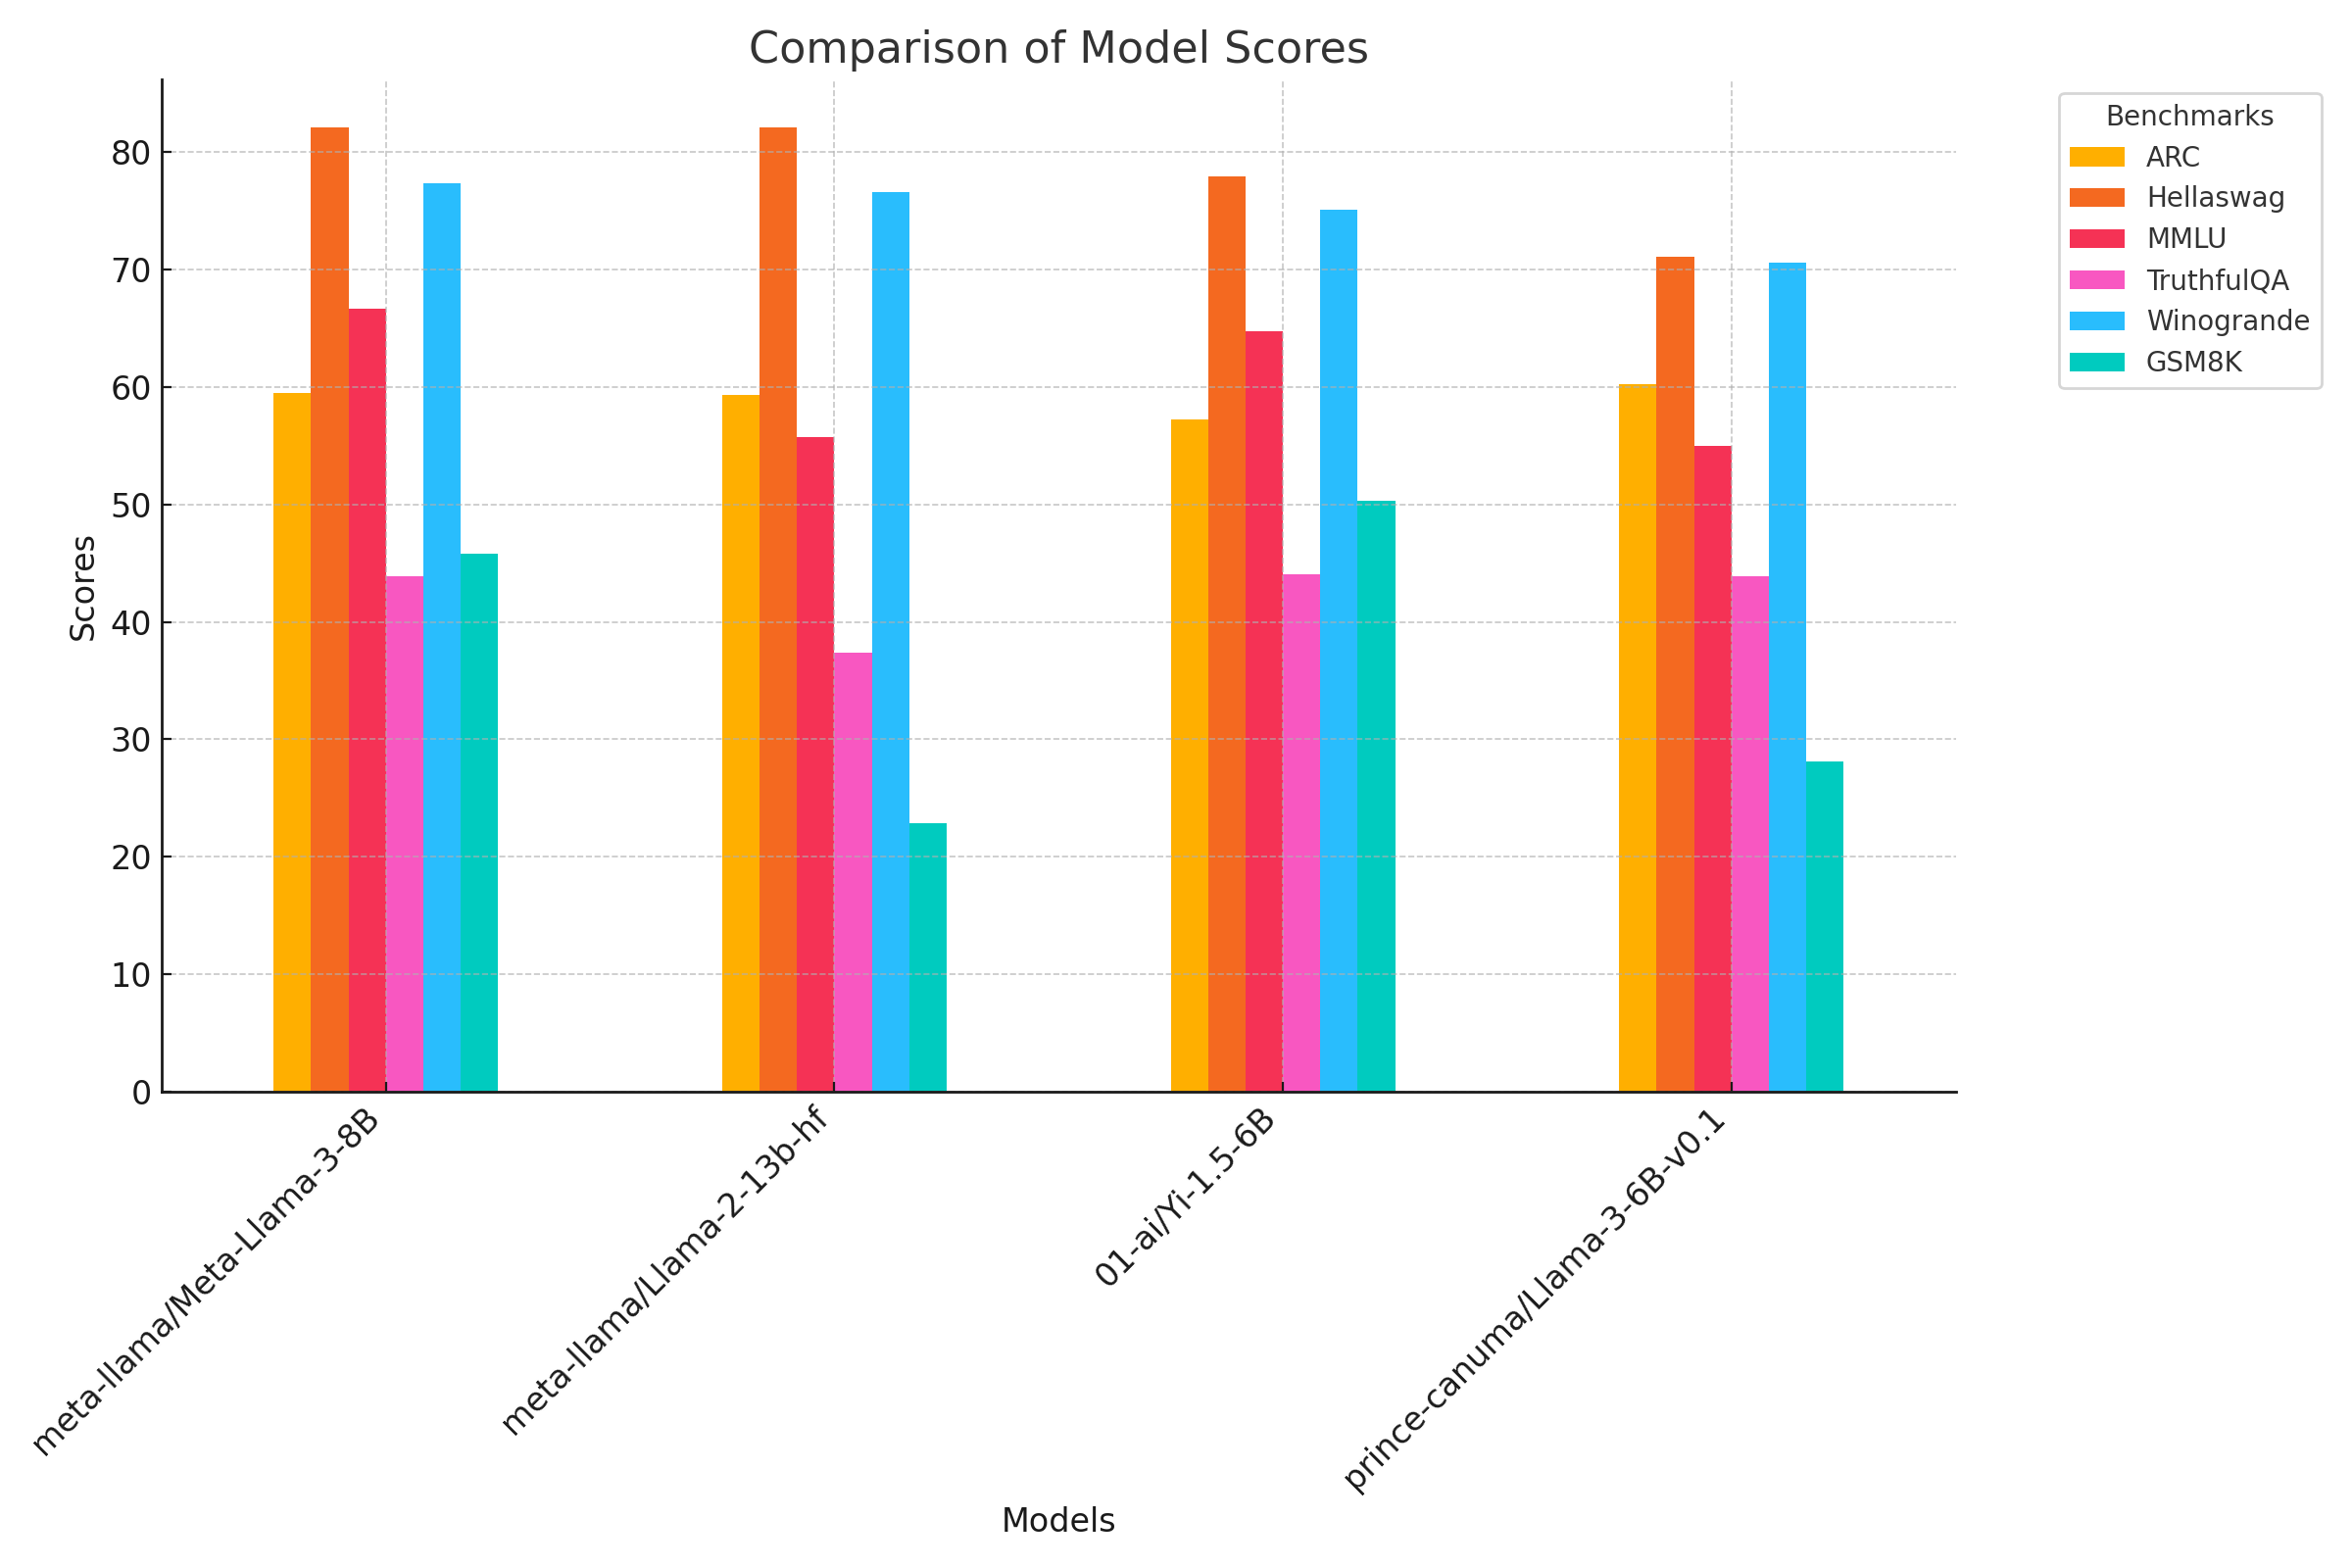 Comparison of Model Scores
Benchmarks
ARC
Hellaswag
MMLU
TruthfulQA
Winogrande
GSM8K
Scores
80
70
60
50
40
30
20
10
0
meta-llama/Meta-Llama-3-8B
meta-llama/Llama-2-13b-hf
01-ai/Yi-1.5-6B
prince-canuma/Llama-3-6B-v0.1
Models